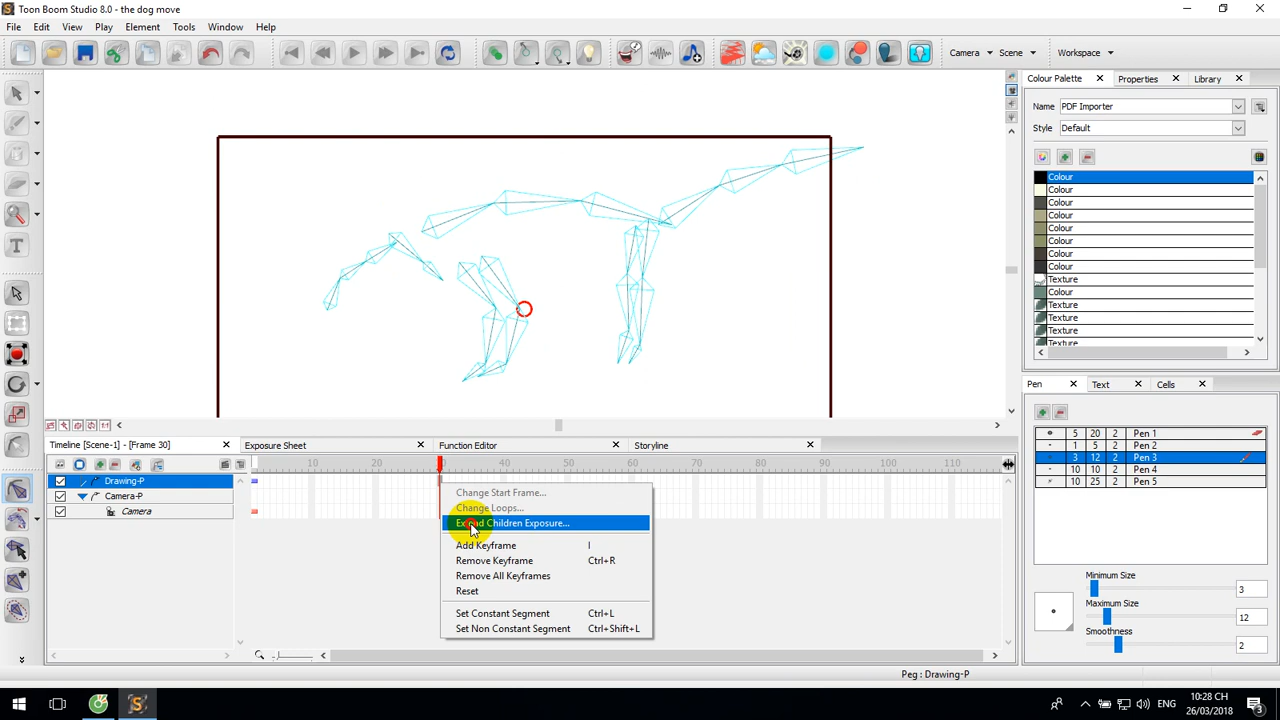 Toon Boom Studio 8.0 - the dog move
File Edit View Play Element Tools Window Help
Camera Scene Workspace
Colour Palette Properties Library
Name PDF Importer
Style Default
Colour
Colour
Colour
Colour
Colour
Colour
Colour
Colour
Texture
Colour
Texture
Texture
Texture
Texture
Pen Text Cells
5 20 2 Pen 1
1 5 2 Pen 2
3 12 2 Pen 3
10 10 2 Pen 4
10 25 2 Pen 5
Minimum Size
3
Maximum Size
12
Smoothness
2
Timeline [Scene-1] - [Frame 30] Exposure Sheet Function Editor Storyline
10 20 30 40 50 60 70 80 90 100 110
Drawing-P
Camera-P
Camera
Change Start Frame...
Change Loops...
Extend Children Exposure...
Add Keyframe I
Remove Keyframe Ctrl+R
Remove All Keyframes
Reset
Set Constant Segment Ctrl+L
Set Non Constant Segment Ctrl+Shift+L
Peg : Drawing-P
ENG
10:28 CH
26/03/2018
3